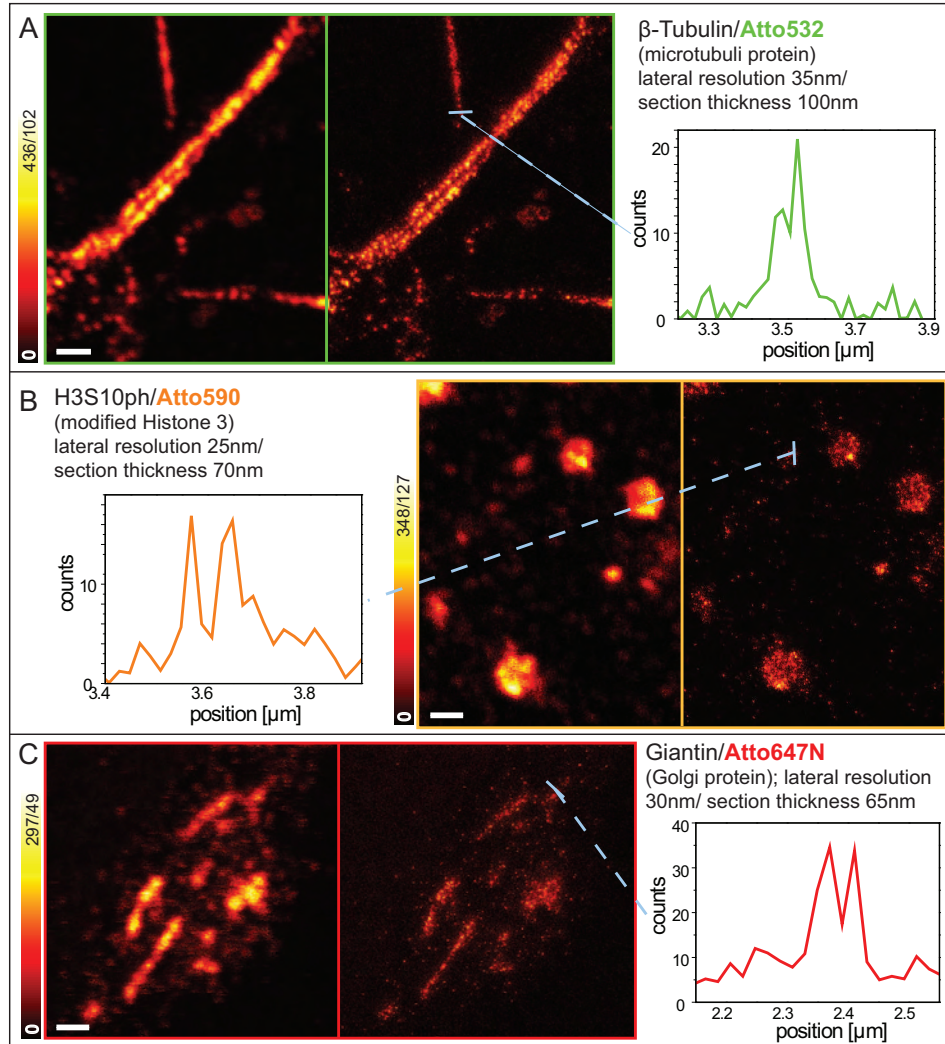 A
436/102
0
β-Tubulin/Atto532
(microtubuli protein)
lateral resolution 35nm/
section thickness 100nm
20
10
0
counts
3.3 3.5 3.7 3.9
position [µm]
B
H3S10ph/Atto590
(modified Histone 3)
lateral resolution 25nm/
section thickness 70nm
10
0
counts
3.4 3.6 3.8
position [µm]
348/127
0
C
297/49
0
Giantin/Atto647N
(Golgi protein); lateral resolution
30nm/ section thickness 65nm
40
30
20
10
0
counts
2.2 2.3 2.4 2.5
position [µm]